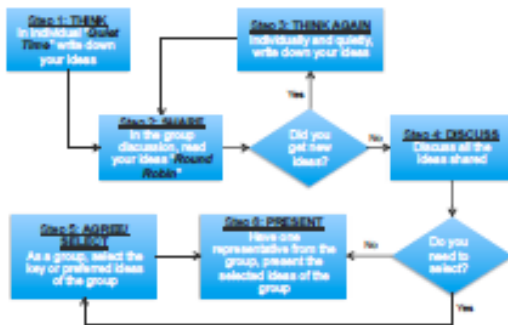 Step 1: THINK
In individual "Quiet
Time" write down
your ideas
Step 3: THINK AGAIN
Individually and quietly,
write down your ideas
Yes
Step 2: SHARE
In the group
discussion, read
your ideas "Round
Robin"
Did you
get new
ideas?
No
Step 4: DISCUSS
Discuss all the
ideas shared
Step 5: AGREE/
SELECT
As a group, select the
key or preferred ideas
of the group
Step 6: PRESENT
Have one
representative from the
group, present the
selected ideas of the
group
No
Do you
need to
select?
Yes